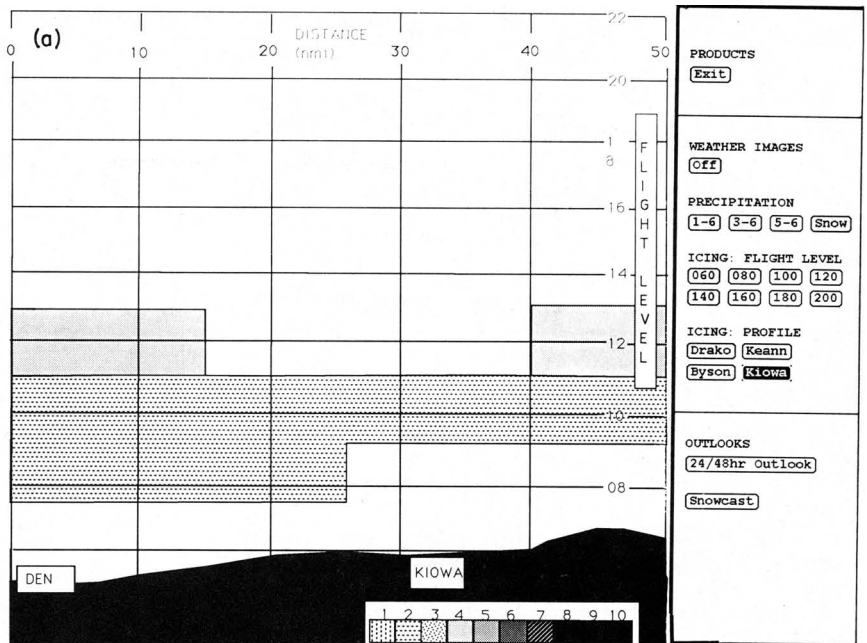 (a)
DISTANCE
(nmi)
0 10 20 30 40 50
22
20
18
16
14
12
10
08
FLIGHT LEVEL
DEN
KIOWA
1 2 3 4 5 6 7 8 9 10
PRODUCTS
Exit
WEATHER IMAGES
Off
PRECIPITATION
1-6 3-6 5-6 Snow
ICING: FLIGHT LEVEL
060 080 100 120
140 160 180 200
ICING: PROFILE
Drako Keann
Byson Kiowa
OUTLOOKS
24/48hr Outlook
Snowcast